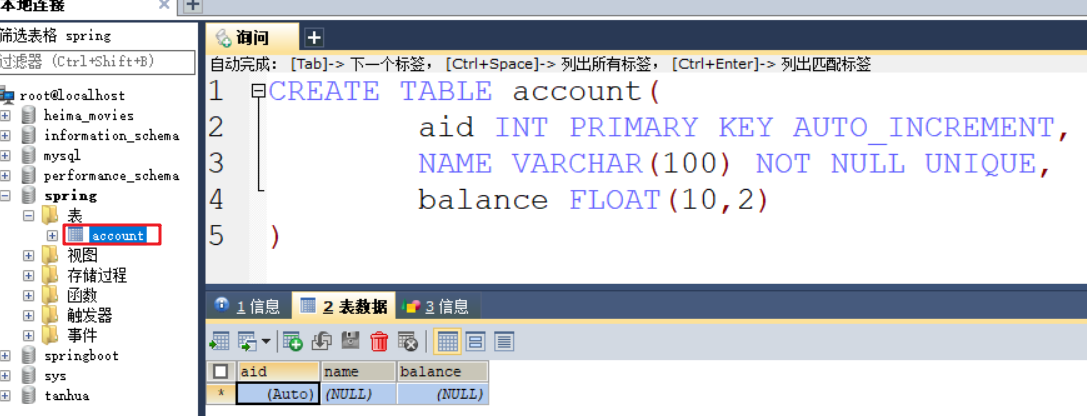 本地连接
筛选表格 spring
过滤器 (Ctrl+Shift+B)
root@localhost
heima_movies
information_schema
mysql
performance_schema
spring
表
account
视图
存储过程
函数
触发器
事件
springboot
sys
tanhua
询问
自动完成: [Tab]-> 下一个标签, [Ctrl+Space]-> 列出所有标签, [Ctrl+Enter]-> 列出匹配标签
1 CREATE TABLE account(
2 aid INT PRIMARY KEY AUTO_INCREMENT,
3 NAME VARCHAR(100) NOT NULL UNIQUE,
4 balance FLOAT(10,2)
5 )
1 信息 2 表数据 3 信息
aid name balance
* (Auto) (NULL) (NULL)